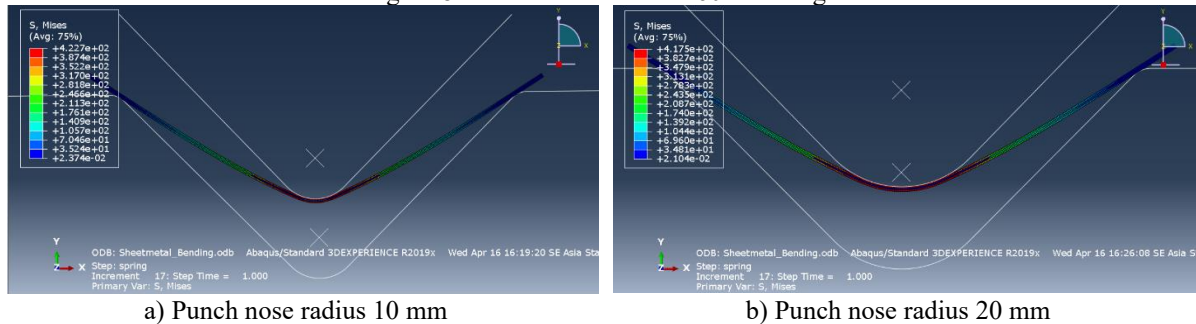 S, Mises
(Avg: 75%)
+4.227e+02
+3.874e+02
+3.522e+02
+3.170e+02
+2.818e+02
+2.466e+02
+2.113e+02
+1.761e+02
+1.409e+02
+1.057e+02
+7.046e+01
+3.524e+01
+2.374e-02
Y
Z X
X
ODB: Sheetmetal_Bending.odb Abaqus/Standard 3DEXPERIENCE R2019x Wed Apr 16 16:19:20 SE Asia Sta
Step: spring
Increment 17: Step Time = 1.000
Primary Var: S, Mises
a) Punch nose radius 10 mm
S, Mises
(Avg: 75%)
+4.175e+02
+3.827e+02
+3.479e+02
+3.131e+02
+2.783e+02
+2.435e+02
+2.087e+02
+1.740e+02
+1.392e+02
+1.044e+02
+6.960e+01
+3.481e+01
+2.104e-02
Y
Z X
X
ODB: Sheetmetal_Bending.odb Abaqus/Standard 3DEXPERIENCE R2019x Wed Apr 16 16:26:08 SE Asia Sta
Step: spring
Increment 17: Step Time = 1.000
Primary Var: S, Mises
b) Punch nose radius 20 mm